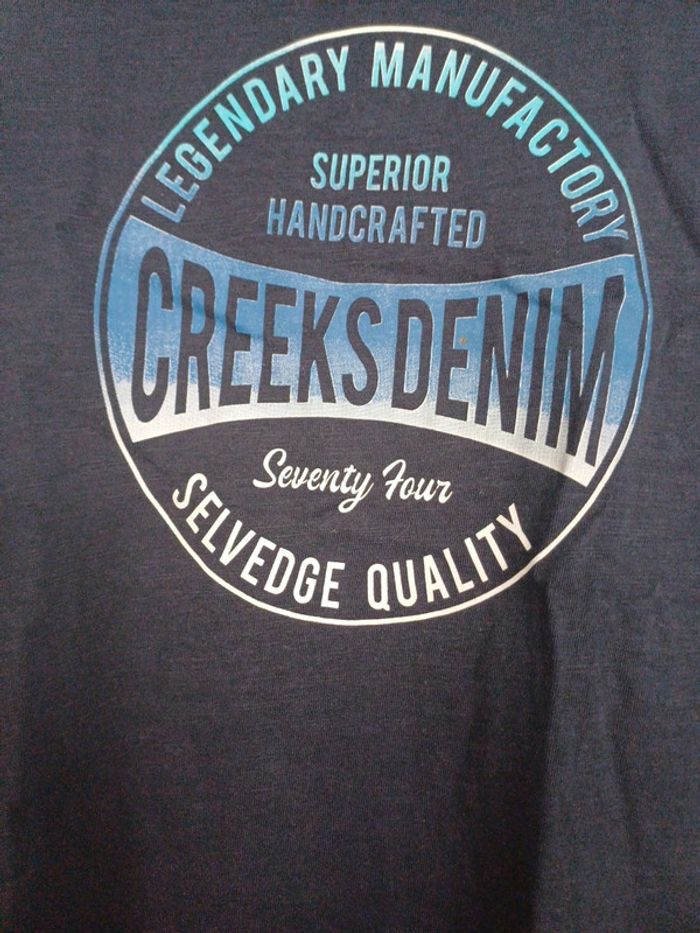 LEGENDARY MANUFACTORY
SUPERIOR
HANDCRAFTED
CREEKS DENIM
Seventy Four
SELVEDGE QUALITY